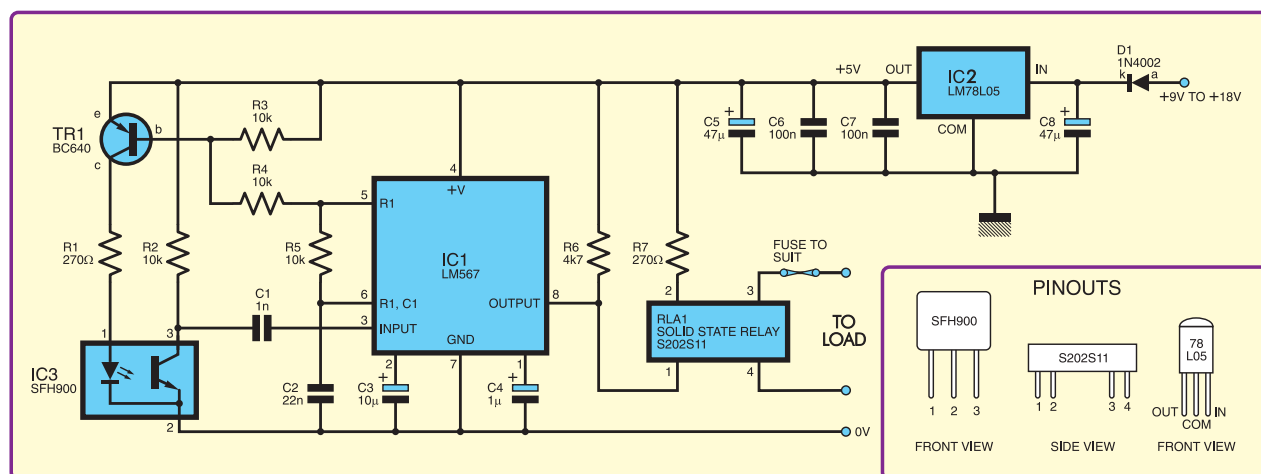 D1
1N4002
k a
+9V TO +18V
+5V
OUT
IC2
LM78L05
IN
COM
C5
47μ
+
C6
100n
C7
100n
C8
47μ
+
TR1
BC640
e
b
c
R3
10k
R4
10k
R1
270Ω
R2
10k
R5
10k
C1
1n
IC1
LM567
4
+V
5
R1
6
R1, C1
3
INPUT
OUTPUT
8
GND
2
7
1
R6
4k7
R7
270Ω
FUSE TO
SUIT
2
3
RLA1
SOLID STATE RELAY
S202S11
1
4
TO
LOAD
IC3
SFH900
1
3
2
C2
22n
C3
10μ
+
C4
1μ
+
0V
PINOUTS
SFH900
1 2 3
FRONT VIEW
S202S11
1 2 3 4
SIDE VIEW
78
L05
OUT
COM
IN
FRONT VIEW